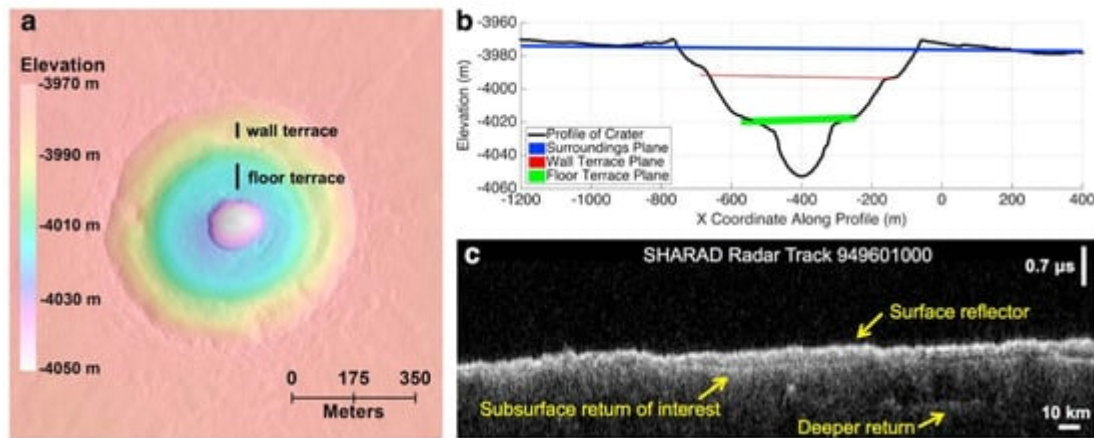 a
Elevation
-3970 m
-3990 m
-4010 m
-4030 m
-4050 m
wall terrace
floor terrace
0 175 350
Meters
b
Elevation (m)
-3960
-3980
-4000
-4020
-4040
-4060
Profile of Crater
Surroundings Plane
Wall Terrace Plane
Floor Terrace Plane
-1200 -1000 -800 -600 -400 -200 0 200 400
X Coordinate Along Profile (m)
c
SHARAD Radar Track 949601000
0.7 µs
Surface reflector
Subsurface return of interest
Deeper return
10 km